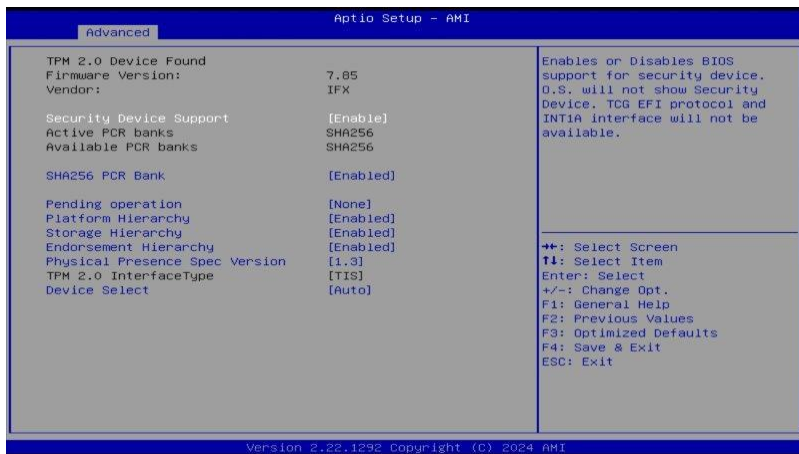 Aptio Setup - AMI
Advanced
TPM 2.0 Device Found
Firmware Version: 7.85
Vendor: IFX
Security Device Support [Enable]
Active PCR banks SHA256
Available PCR banks SHA256
SHA256 PCR Bank [Enabled]
Pending operation [None]
Platform Hierarchy [Enabled]
Storage Hierarchy [Enabled]
Endorsement Hierarchy [Enabled]
Physical Presence Spec Version [1.3]
TPM 2.0 InterfaceType [TIS]
Device Select [Auto]
Enables or Disables BIOS
support for security device.
O.S. will not show Security
Device. TCG EFI protocol and
INT1A interface will not be
available.
→←: Select Screen
↑↓: Select Item
Enter: Select
+/-: Change Opt.
F1: General Help
F2: Previous Values
F3: Optimized Defaults
F4: Save & Exit
ESC: Exit
Version 2.22.1292 Copyright (C) 2024 AMI